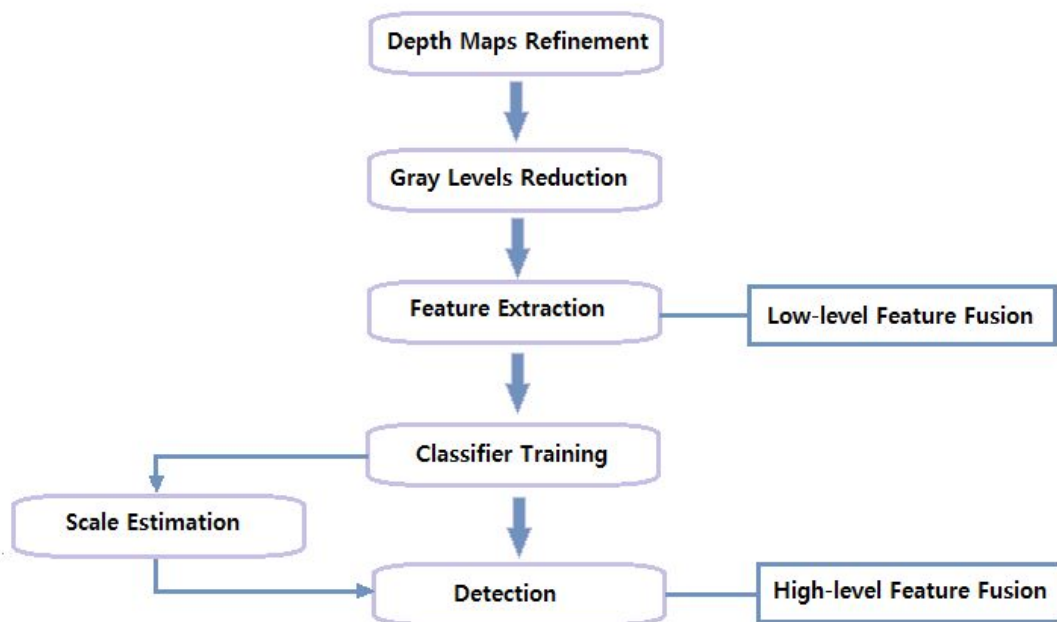 Depth Maps Refinement
Gray Levels Reduction
Feature Extraction
Low-level Feature Fusion
Classifier Training
Scale Estimation
Detection
High-level Feature Fusion